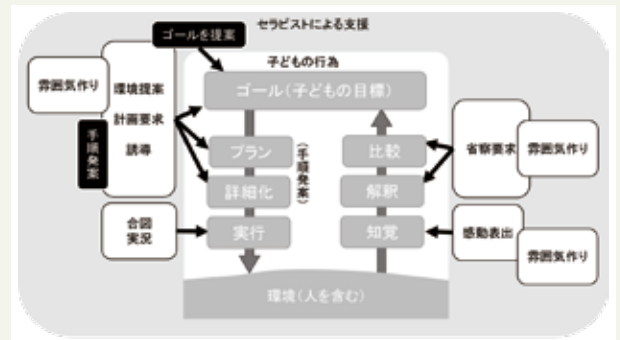 セラピストによる支援
ゴールを提案
子どもの行為
ゴール(子どもの目標)
雰囲気作り
環境提案
計画要求
誘導
手順発案
プラン
詳細化
実行
(手順発案)
合図
実況
比較
解釈
知覚
省察要求
雰囲気作り
感動表出
雰囲気作り
環境(人を含む)